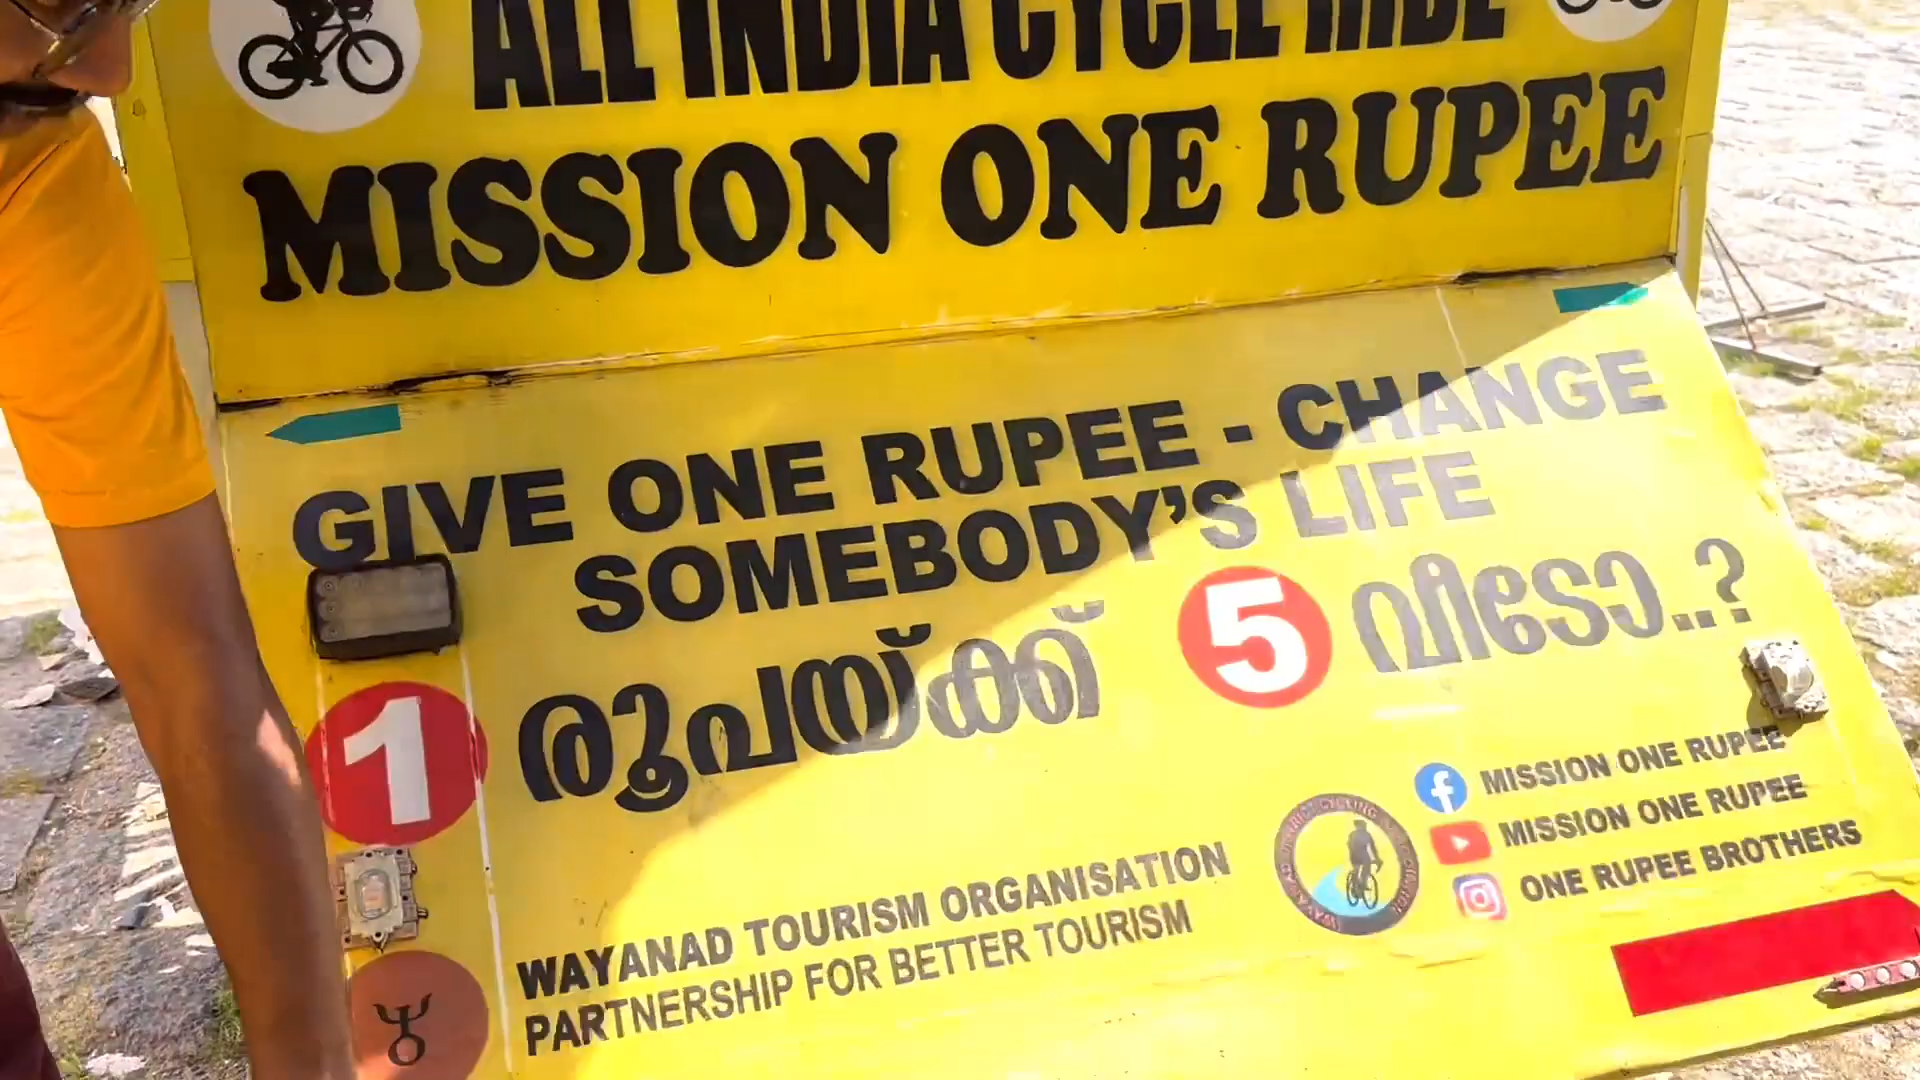 ALL INDIA CYCLE RIDE
MISSION ONE RUPEE
GIVE ONE RUPEE - CHANGE
SOMEBODY'S LIFE
1 രൂപയ്ക്ക് 5 വീടോ..?
MISSION ONE RUPEE
MISSION ONE RUPEE
ONE RUPEE BROTHERS
WAYANAD TOURISM ORGANISATION
PARTNERSHIP FOR BETTER TOURISM